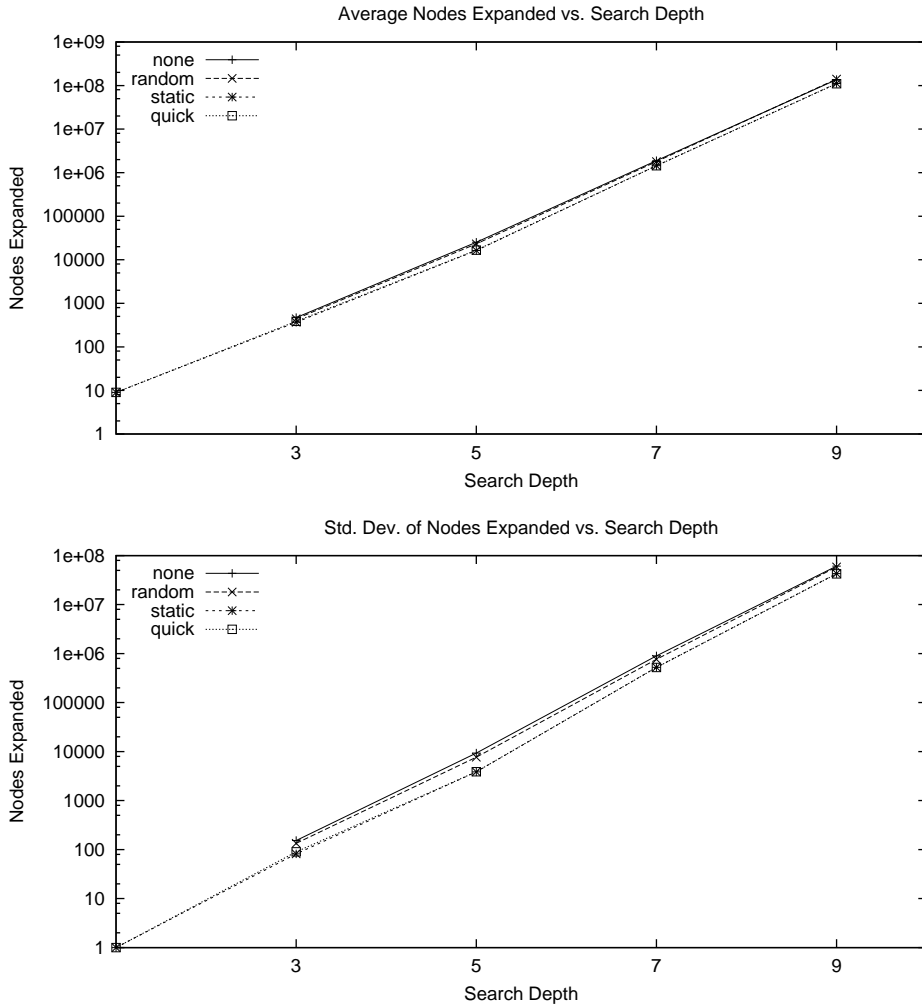 Average Nodes Expanded vs. Search Depth
1e+09
1e+08
1e+07
1e+06
100000
10000
1000
100
10
1
none
random
static
quick
Nodes Expanded
3 5 7 9
Search Depth
Std. Dev. of Nodes Expanded vs. Search Depth
1e+08
1e+07
1e+06
100000
10000
1000
100
10
1
none
random
static
quick
Nodes Expanded
3 5 7 9
Search Depth